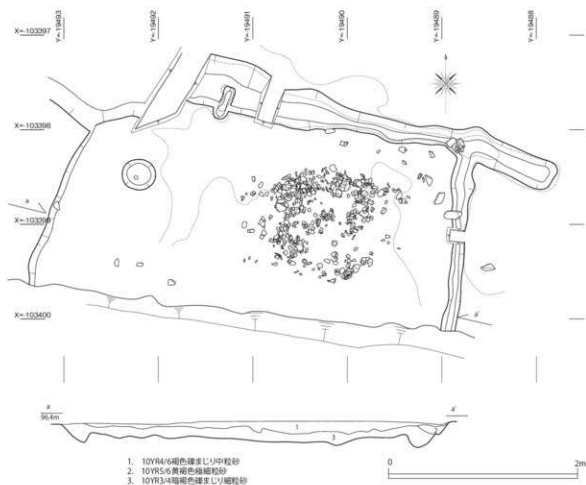 Y=-19493
Y=-19492
Y=-19491
Y=-19490
Y=-19489
Y=-19488
X=-103397
X=-103398
X=-103399
X=-103400
a
a'
a
96.4m
a'
1
2
3
1. 10YR4/6褐色礫まじり中粒砂
2. 10YR5/6黄褐色極細粒砂
3. 10YR3/4暗褐色礫まじり細粒砂
0
2m